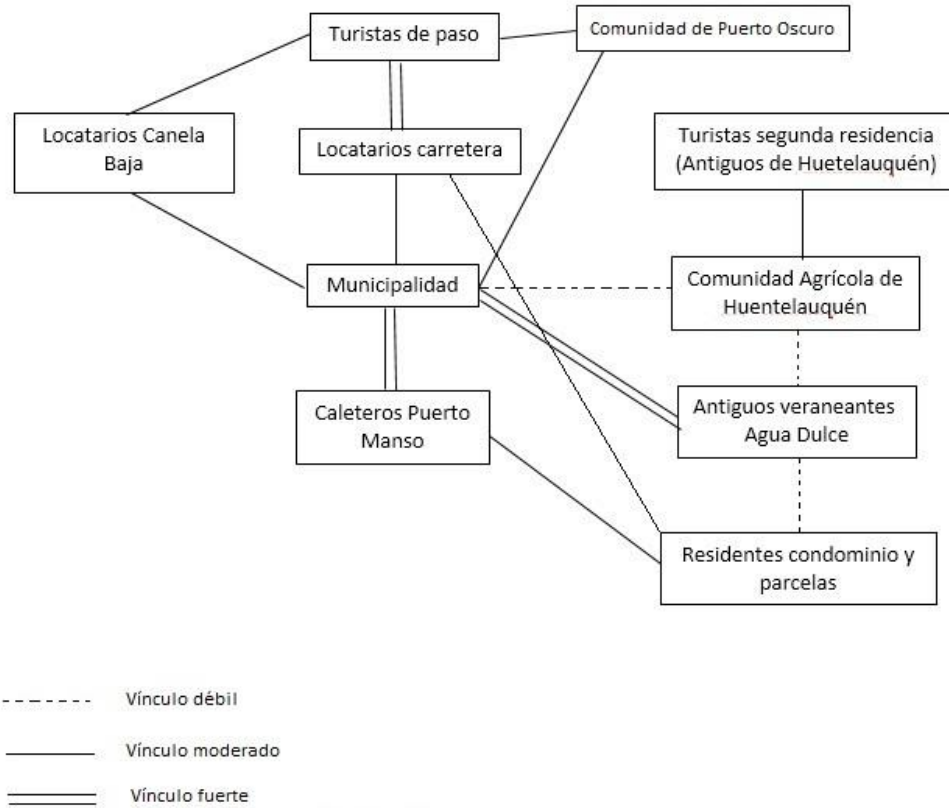 Turistas de paso
Comunidad de Puerto Oscuro
Locatarios Canela
Baja
Locatarios carretera
Turistas segunda residencia
(Antiguos de Huetelauquén)
Municipalidad
Comunidad Agrícola de
Huentelauquén
Caleteros Puerto
Manso
Antiguos veraneantes
Agua Dulce
Residentes condominio y
parcelas
Vínculo débil
Vínculo moderado
Vínculo fuerte